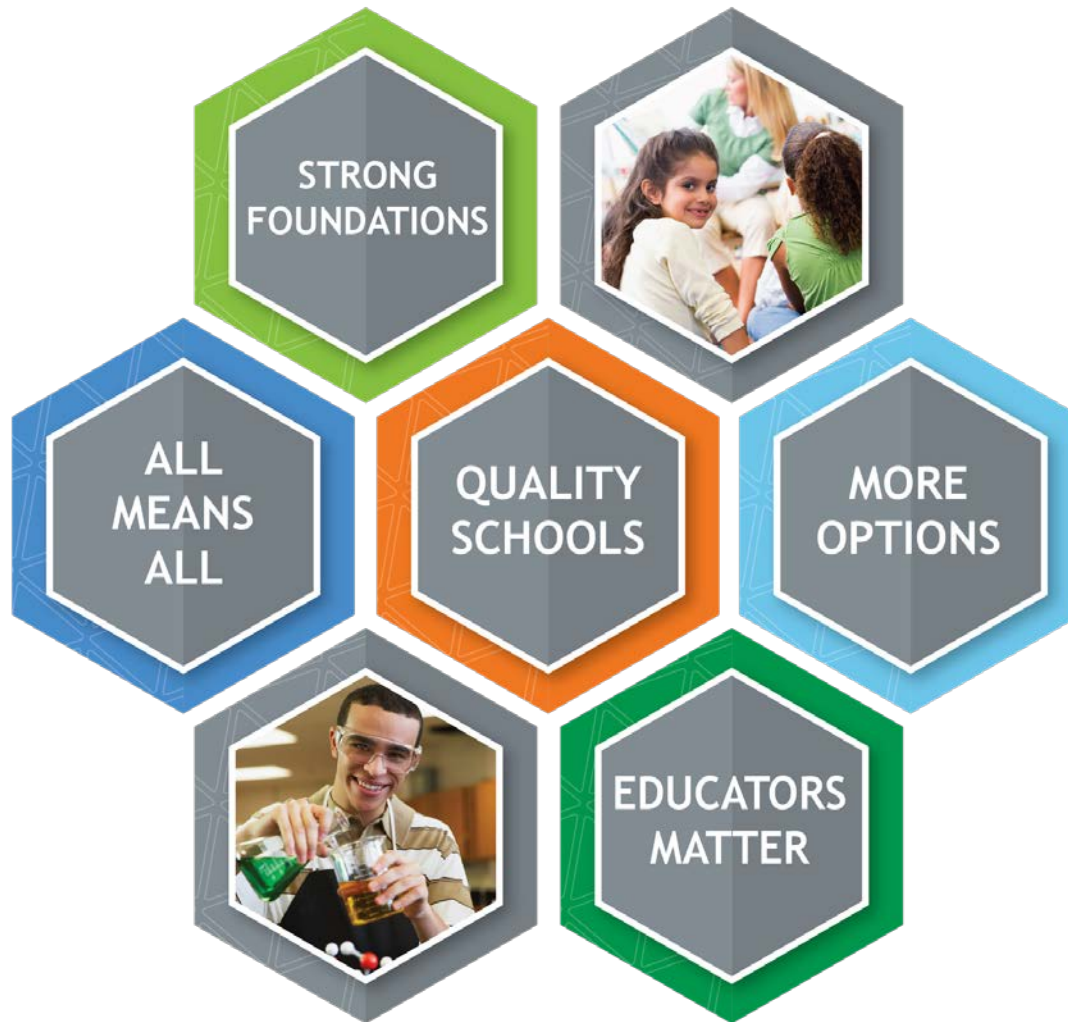 STRONG
FOUNDATIONS
ALL
MEANS
ALL
QUALITY
SCHOOLS
MORE
OPTIONS
EDUCATORS
MATTER